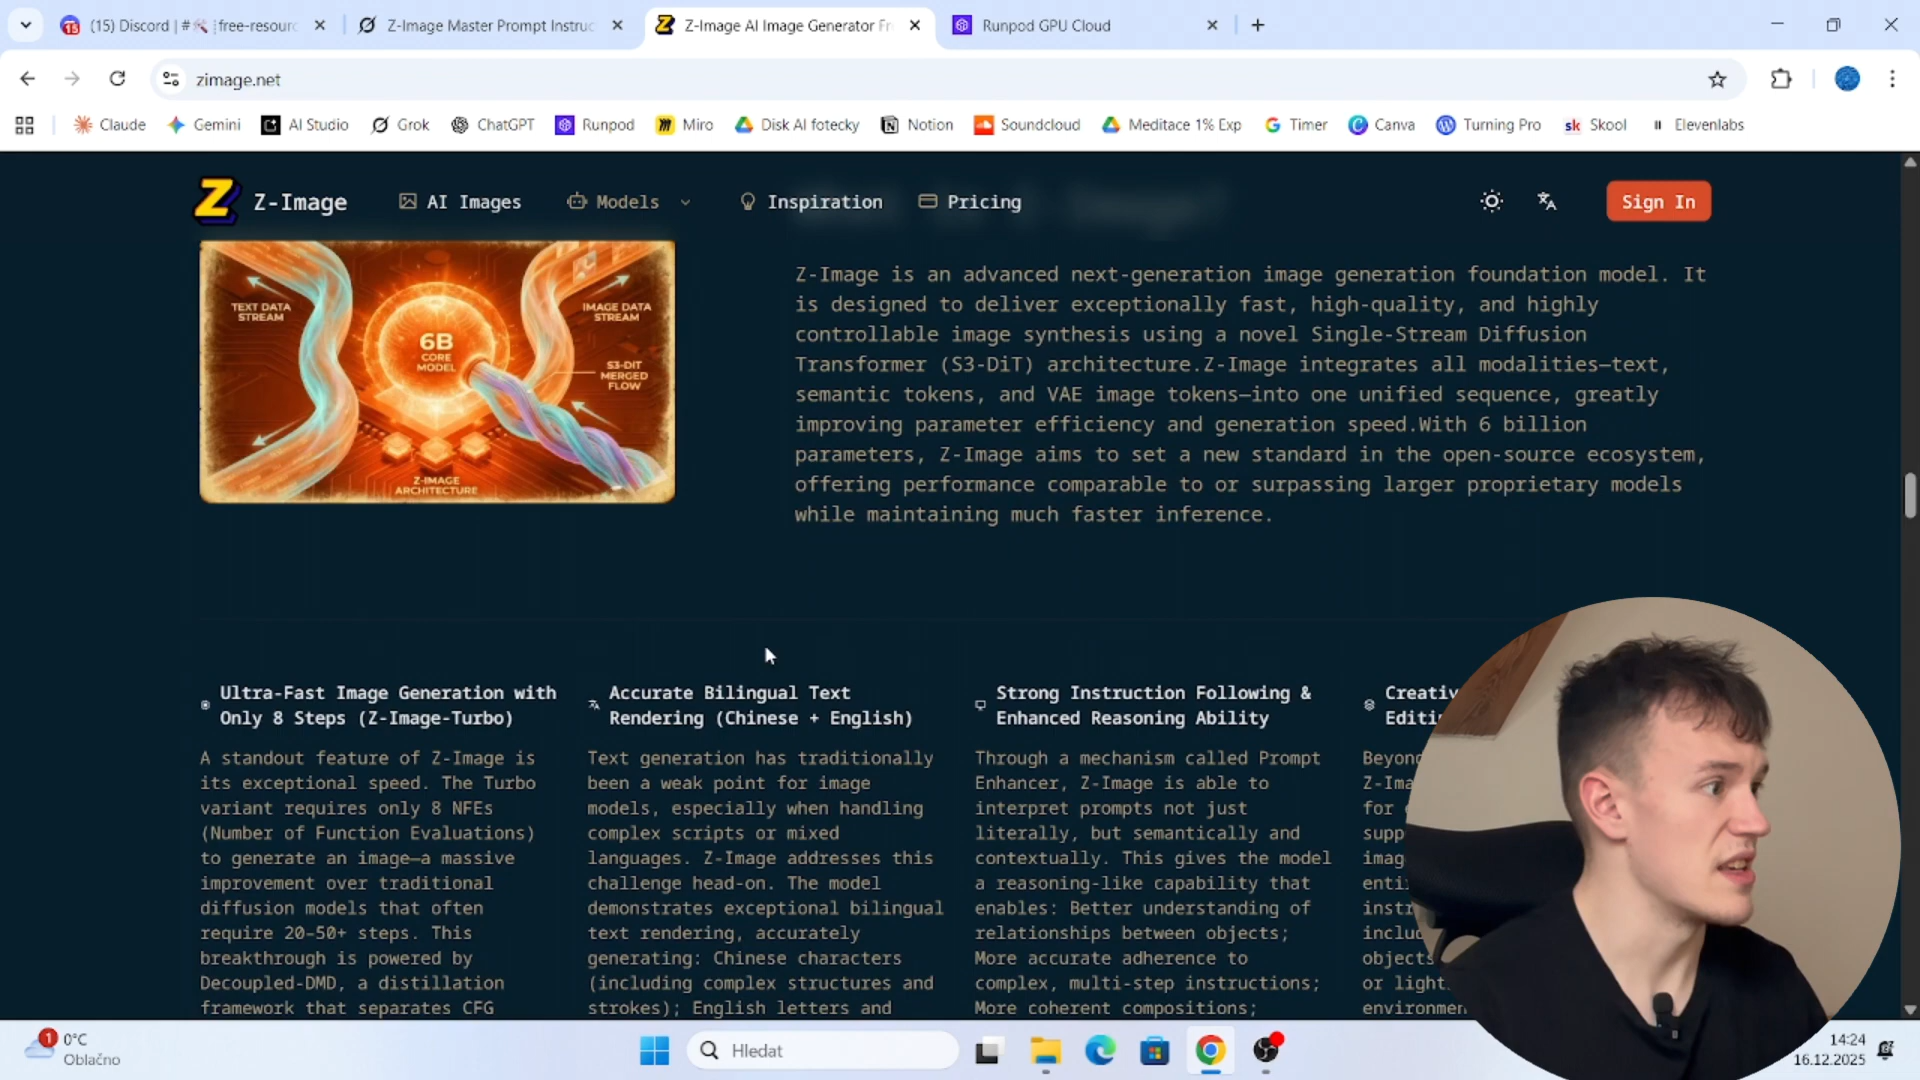 (15) Discord | #🛠 free-resourc
Z-Image Master Prompt Instruc
Z-Image AI Image Generator Fr
Runpod GPU Cloud
zimage.net
Claude
Gemini
AI Studio
Grok
ChatGPT
Runpod
Miro
Disk AI fotecky
Notion
Soundcloud
Meditace 1% Exp
Timer
Canva
Turning Pro
sk Skool
Elevenlabs
Z-Image
AI Images
Models
Inspiration
Pricing
Sign In
TEXT DATA
STREAM
6B
CORE
MODEL
IMAGE DATA
STREAM
S3-DIT
MERGED
FLOW
Z-IMAGE
ARCHITECTURE
Z-Image is an advanced next-generation image generation foundation model. It
is designed to deliver exceptionally fast, high-quality, and highly
controllable image synthesis using a novel Single-Stream Diffusion
Transformer (S3-DiT) architecture.Z-Image integrates all modalities—text,
semantic tokens, and VAE image tokens—into one unified sequence, greatly
improving parameter efficiency and generation speed.With 6 billion
parameters, Z-Image aims to set a new standard in the open-source ecosystem,
offering performance comparable to or surpassing larger proprietary models
while maintaining much faster inference.
Ultra-Fast Image Generation with
Only 8 Steps (Z-Image-Turbo)
A standout feature of Z-Image is
its exceptional speed. The Turbo
variant requires only 8 NFEs
(Number of Function Evaluations)
to generate an image—a massive
improvement over traditional
diffusion models that often
require 20–50+ steps. This
breakthrough is powered by
Decoupled-DMD, a distillation
framework that separates CFG
Accurate Bilingual Text
Rendering (Chinese + English)
Text generation has traditionally
been a weak point for image
models, especially when handling
complex scripts or mixed
languages. Z-Image addresses this
challenge head-on. The model
demonstrates exceptional bilingual
text rendering, accurately
generating: Chinese characters
(including complex structures and
strokes); English letters and
Strong Instruction Following &
Enhanced Reasoning Ability
Through a mechanism called Prompt
Enhancer, Z-Image is able to
interpret prompts not just
literally, but semantically and
contextually. This gives the model
a reasoning-like capability that
enables: Better understanding of
relationships between objects;
More accurate adherence to
complex, multi-step instructions;
More coherent compositions;
Creativ
Editi
Beyon
Z-Ima
for
supp
imag
enti
instr
inclu
objects
or light
environmen
1
0°C
Oblačno
Hledat
14:24
16.12.2025